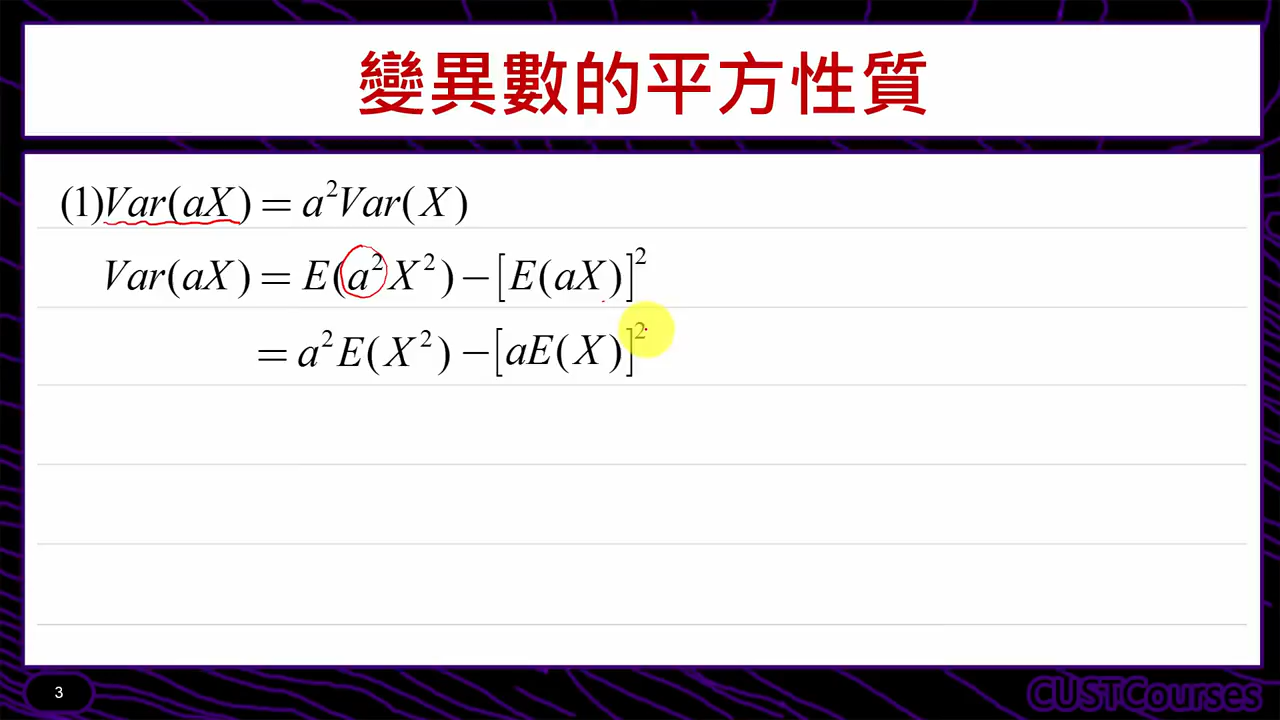 變異數的平方性質
(1)Var(aX) = a²Var(X)
Var(aX) = E(a²X²) − [E(aX)]²
= a²E(X²) − [aE(X)]²
3
CUSTCourses